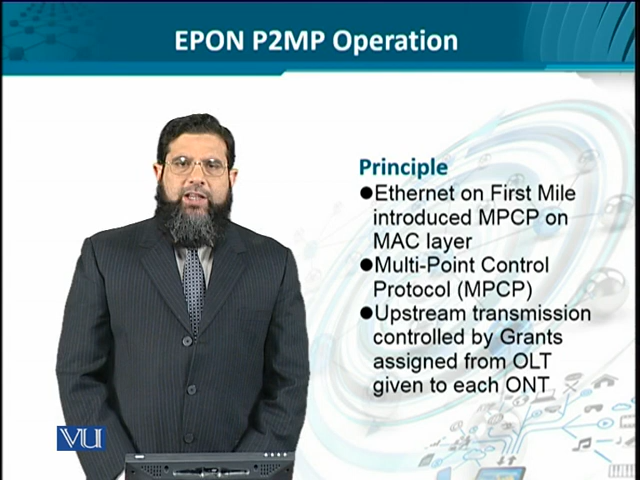 EPON P2MP Operation
Principle
●Ethernet on First Mile
introduced MPCP on
MAC layer
●Multi-Point Control
Protocol (MPCP)
●Upstream transmission
controlled by Grants
assigned from OLT
given to each ONT
VU